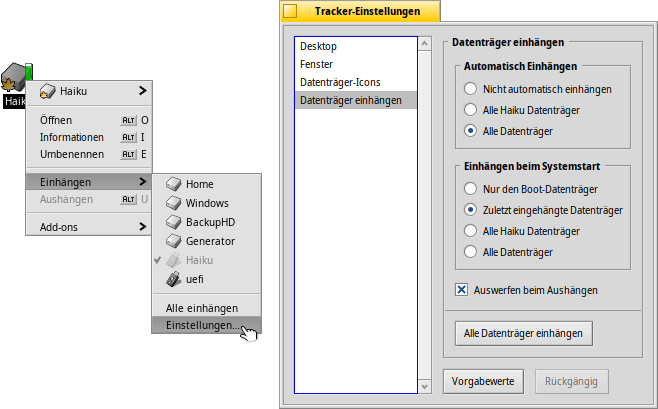 Haiku
Haiku
Öffnen ALT O
Informationen ALT I
Umbenennen ALT E
Einhängen
Aushängen ALT U
Add-ons
Home
Windows
BackupHD
Generator
Haiku
uefi
Alle einhängen
Einstellungen...
Tracker-Einstellungen
Desktop
Fenster
Datenträger-Icons
Datenträger einhängen
Datenträger einhängen
Automatisch Einhängen
Nicht automatisch einhängen
Alle Haiku Datenträger
Alle Datenträger
Einhängen beim Systemstart
Nur den Boot-Datenträger
Zuletzt eingehängte Datenträger
Alle Haiku Datenträger
Alle Datenträger
Auswerfen beim Aushängen
Alle Datenträger einhängen
Vorgabewerte
Rückgängig